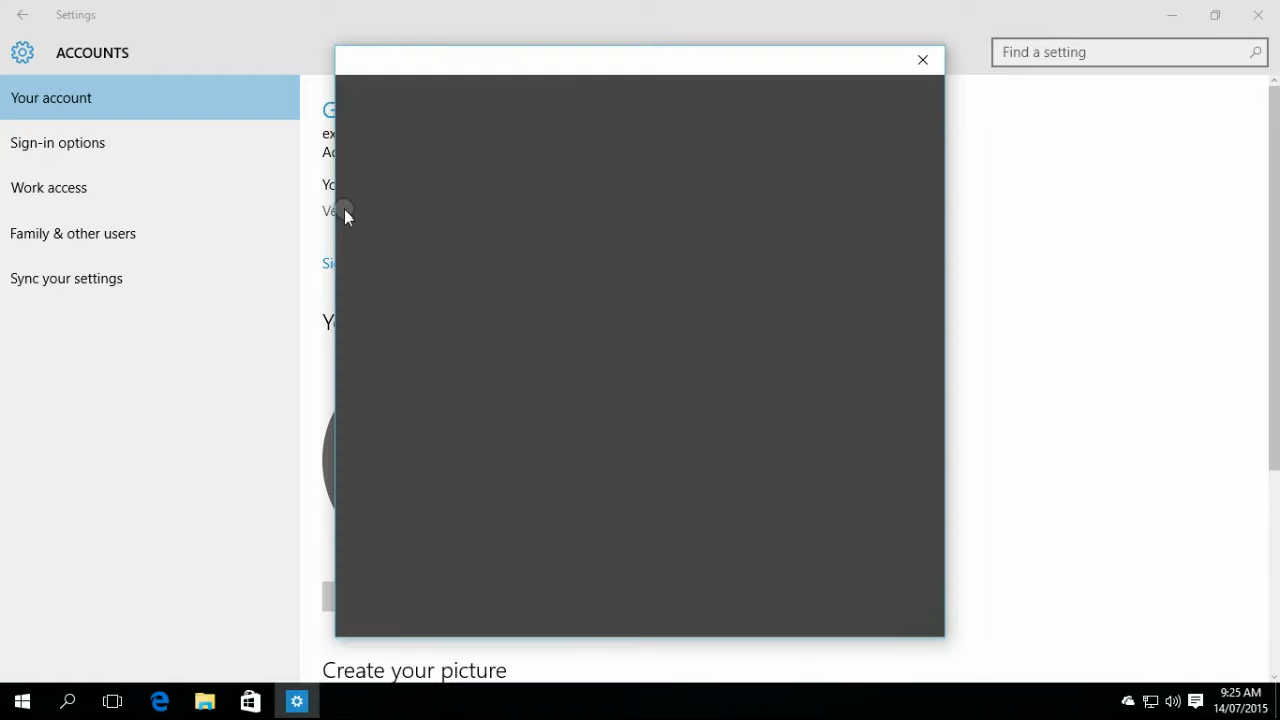 Settings
ACCOUNTS
Find a setting
Your account
Sign-in options
Work access
Family & other users
Sync your settings
Create your picture
9:25 AM
14/07/2015